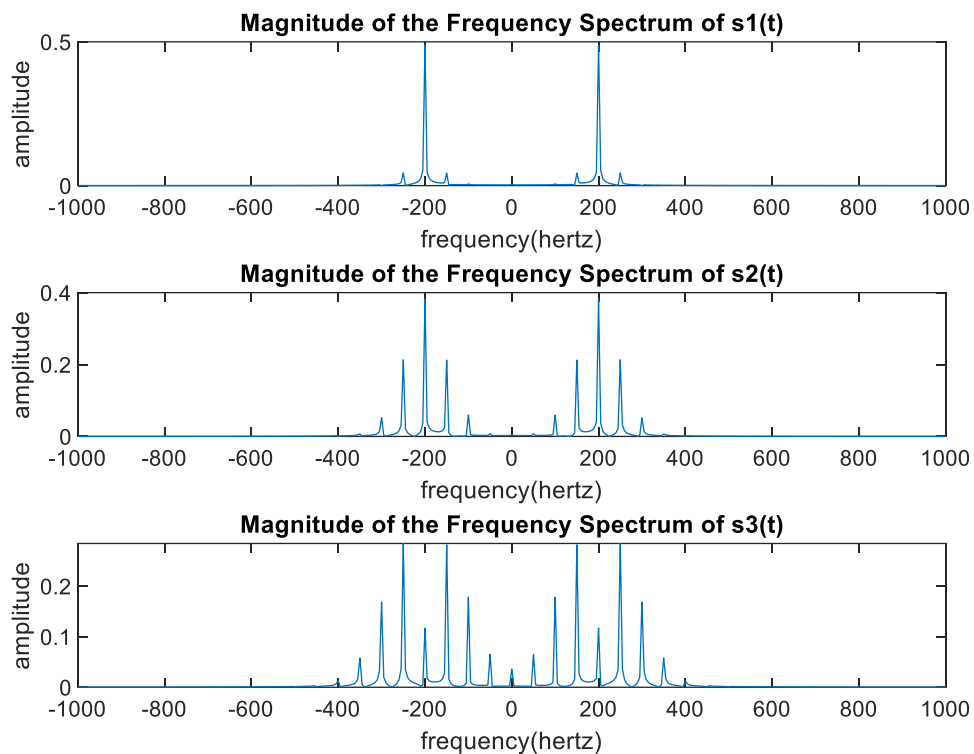 Magnitude of the Frequency Spectrum of s1(t)
0.5
0
amplitude
-1000 -800 -600 -400 -200 0 200 400 600 800 1000
frequency(hertz)
Magnitude of the Frequency Spectrum of s2(t)
0.4
0.2
0
amplitude
-1000 -800 -600 -400 -200 0 200 400 600 800 1000
frequency(hertz)
Magnitude of the Frequency Spectrum of s3(t)
0.2
0.1
0
amplitude
-1000 -800 -600 -400 -200 0 200 400 600 800 1000
frequency(hertz)